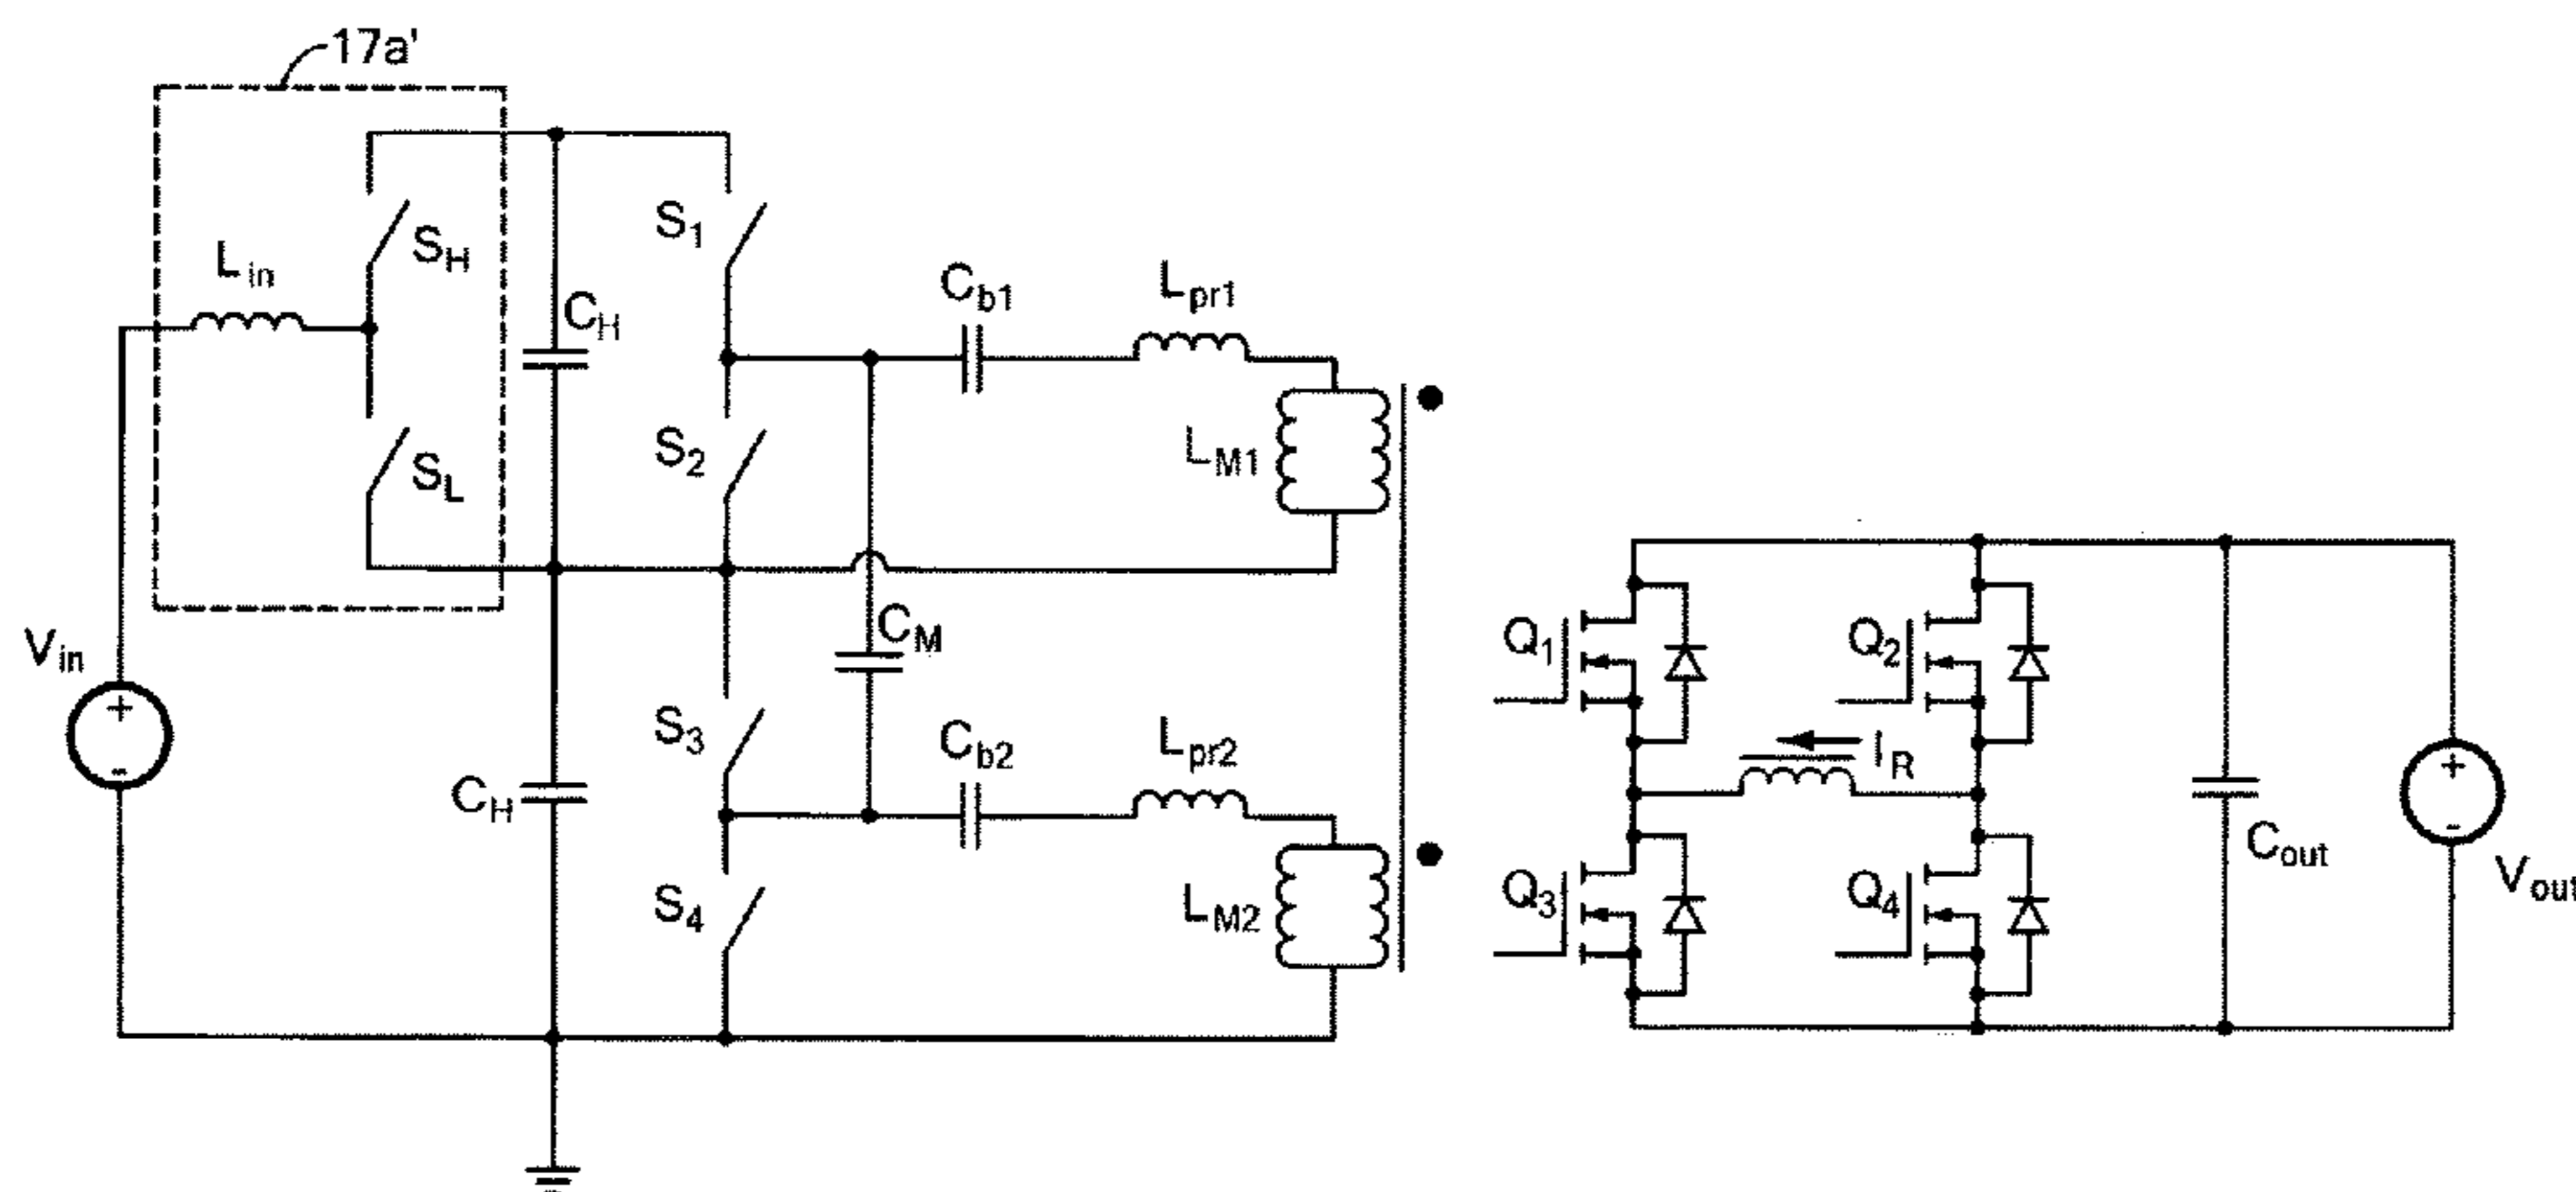 17a'
S1
SH
Lin
CH
Cb1
Lpr1
S2
LM1
SL
CM
Vin
+
-
Q1
Q2
S3
Cb2
Lpr2
IR
+
-
CH
Cout
Vout
S4
LM2
Q3
Q4